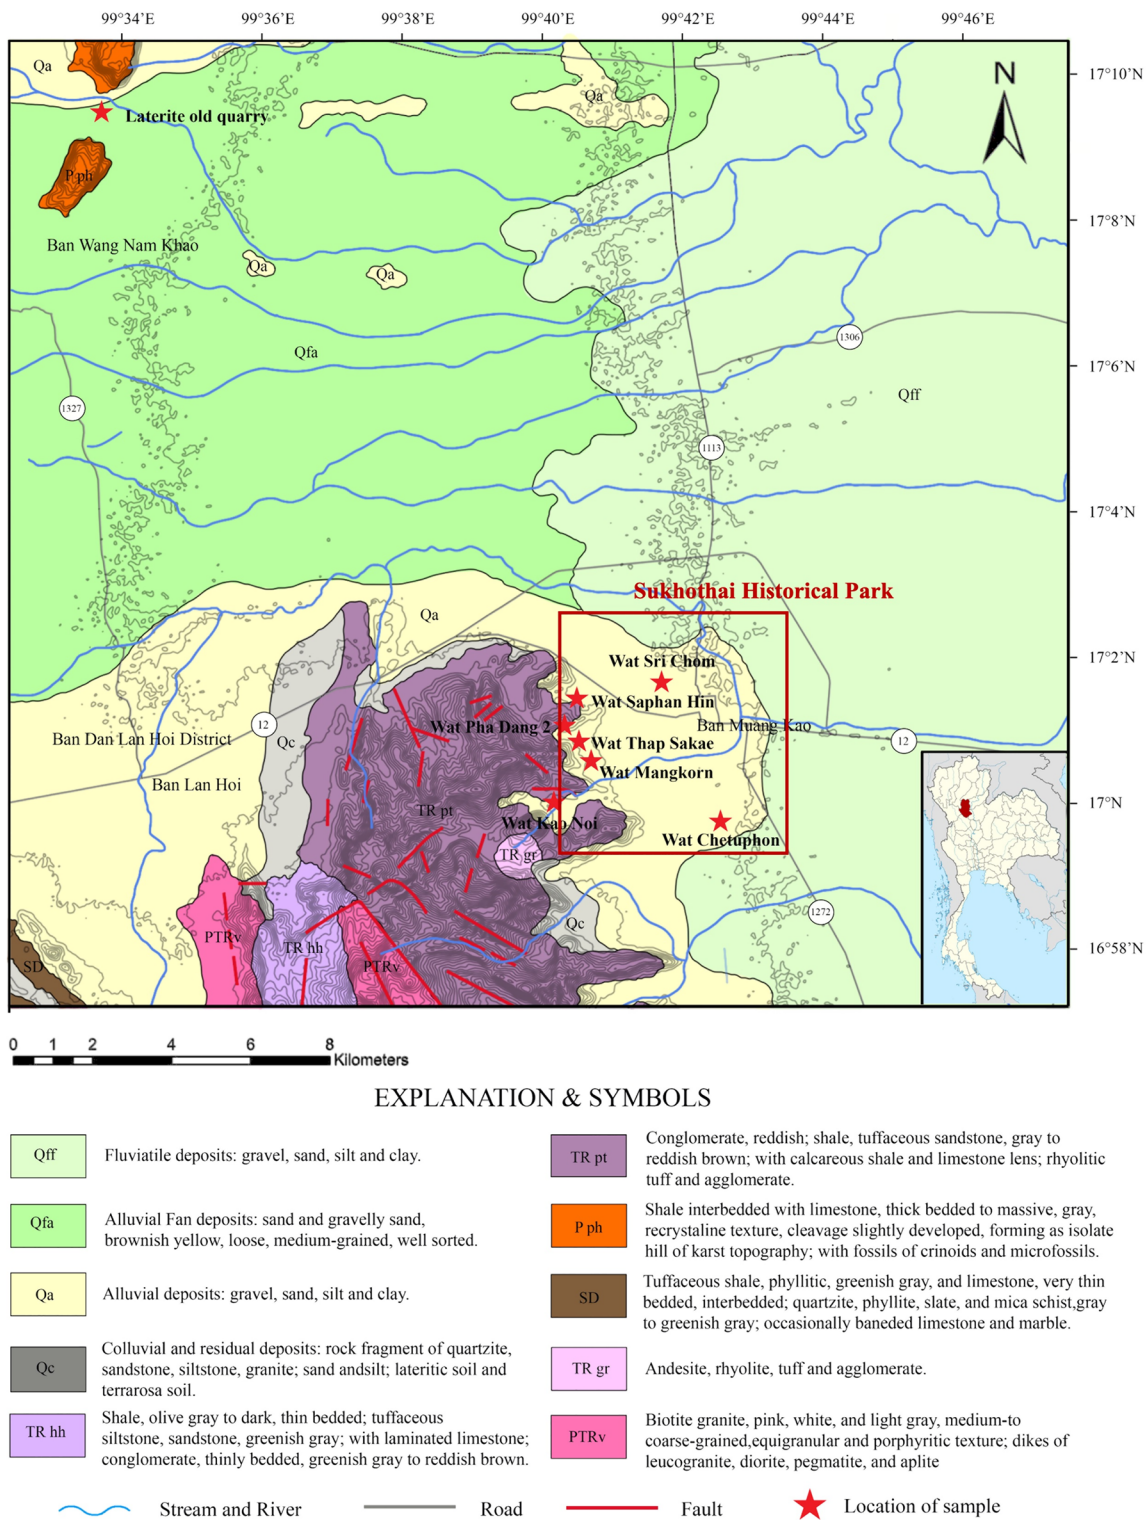 99°34′E 99°36′E 99°38′E 99°40′E 99°42′E 99°44′E 99°46′E
Qa
17°10′N
N
Qa
Laterite old quarry
P ph
17°8′N
Ban Wang Nam Khao
Qa
Qa
1306
Qfa
17°6′N
Qff
1327
1113
17°4′N
Sukhothai Historical Park
Qa
Wat Sri Chom
17°2′N
Wat Saphan Hin
12
Wat Pha Dang 2
Ban Muang Kao
Ban Dan Lan Hoi District
Qc
Wat Thap Sakae
12
Wat Mangkorn
Ban Lan Hoi
17°N
TR pt
Wat Kao Noi
Wat Chetuphon
TR gr
1272
Qc
PTRv
TR hh
16°58′N
SD
PTRv
0 1 2 4 6 8
Kilometers
EXPLANATION & SYMBOLS
Qff
Fluviatile deposits: gravel, sand, silt and clay.
Qfa
Alluvial Fan deposits: sand and gravelly sand,
brownish yellow, loose, medium-grained, well sorted.
Qa
Alluvial deposits: gravel, sand, silt and clay.
Qc
Colluvial and residual deposits: rock fragment of quartzite,
sandstone, siltstone, granite; sand andsilt; lateritic soil and
terrarosa soil.
TR hh
Shale, olive gray to dark, thin bedded; tuffaceous
siltstone, sandstone, greenish gray; with laminated limestone;
conglomerate, thinly bedded, greenish gray to reddish brown.
TR pt
Conglomerate, reddish; shale, tuffaceous sandstone, gray to
reddish brown; with calcareous shale and limestone lens; rhyolitic
tuff and agglomerate.
P ph
Shale interbedded with limestone, thick bedded to massive, gray,
recrystaline texture, cleavage slightly developed, forming as isolate
hill of karst topography; with fossils of crinoids and microfossils.
SD
Tuffaceous shale, phyllitic, greenish gray, and limestone, very thin
bedded, interbedded; quartzite, phyllite, slate, and mica schist,gray
to greenish gray; occasionally baneded limestone and marble.
TR gr
Andesite, rhyolite, tuff and agglomerate.
PTRv
Biotite granite, pink, white, and light gray, medium-to
coarse-grained,equigranular and porphyritic texture; dikes of
leucogranite, diorite, pegmatite, and aplite
Stream and River
Road
Fault
Location of sample